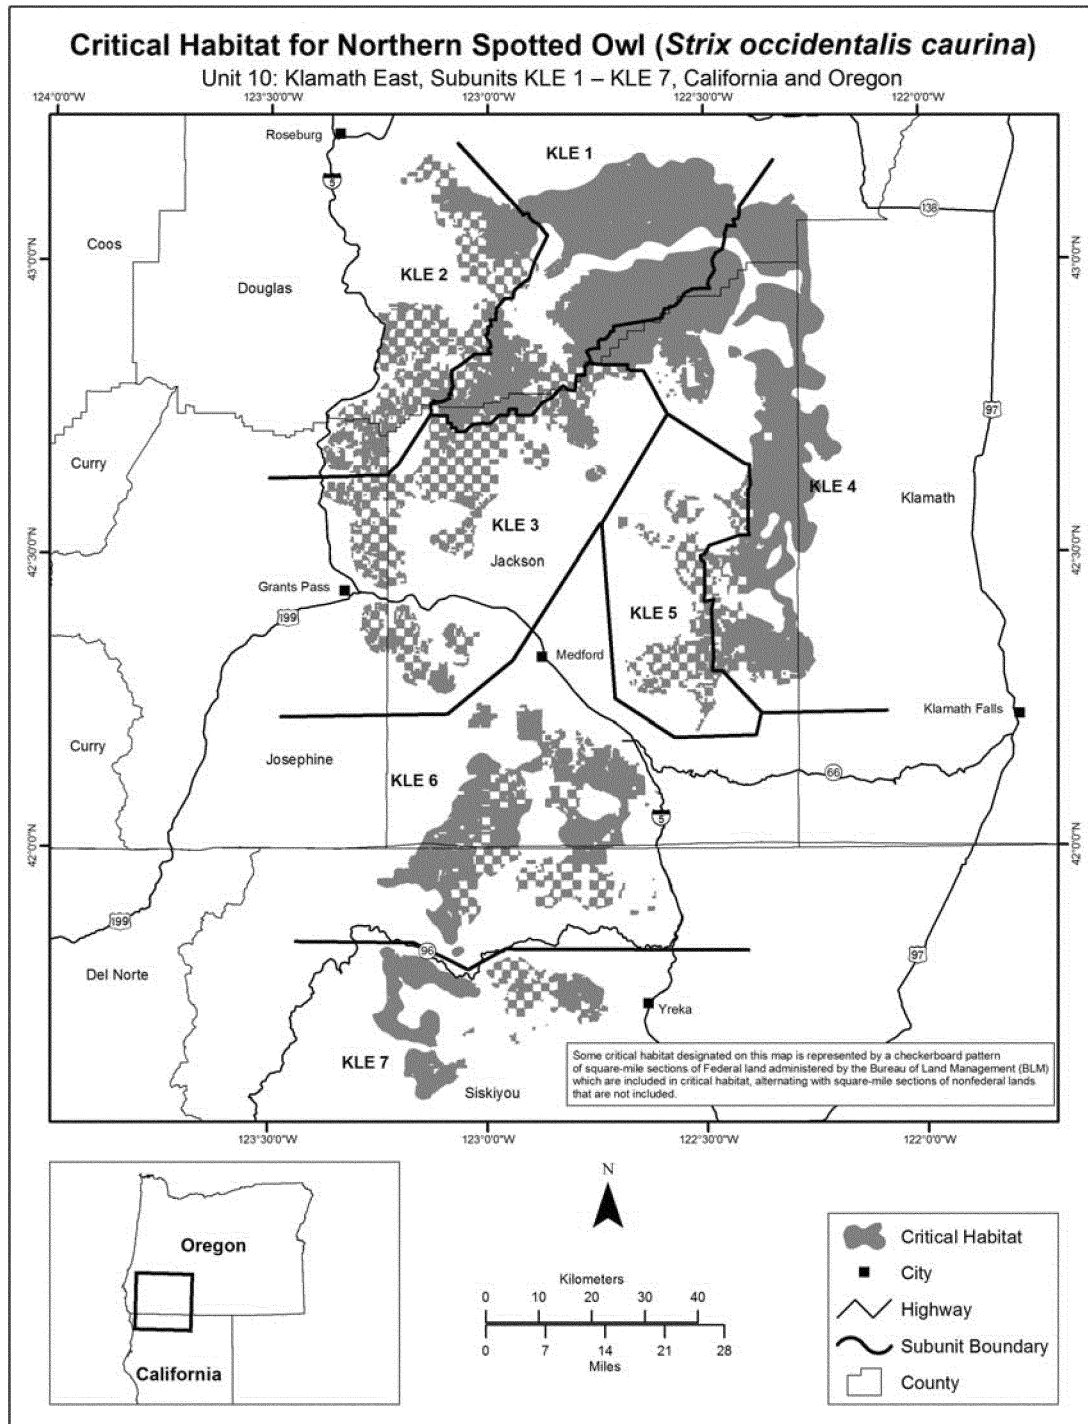 Critical Habitat for Northern Spotted Owl (Strix occidentalis caurina)
Unit 10: Klamath East, Subunits KLE 1 – KLE 7, California and Oregon
124°0'0"W
123°30'0"W
123°0'0"W
122°30'0"W
122°0'0"W
Roseburg
KLE 1
5
138
Coos
43°0'0"N
43°0'0"N
KLE 2
Douglas
97
Curry
KLE 4
Klamath
KLE 3
42°30'0"N
Jackson
42°30'0"N
Grants Pass
199
KLE 5
Medford
Klamath Falls
Curry
Josephine
KLE 6
66
5
42°0'0"N
42°0'0"N
199
96
97
Del Norte
Yreka
KLE 7
Siskiyou
Some critical habitat designated on this map is represented by a checkerboard pattern
of square-mile sections of Federal land administered by the Bureau of Land Management (BLM)
which are included in critical habitat, alternating with square-mile sections of nonfederal lands
that are not included.
123°30'0"W
123°0'0"W
122°30'0"W
122°0'0"W
Oregon
California
N
Kilometers
0 10 20 30 40
0 7 14 21 28
Miles
Critical Habitat
City
Highway
Subunit Boundary
County